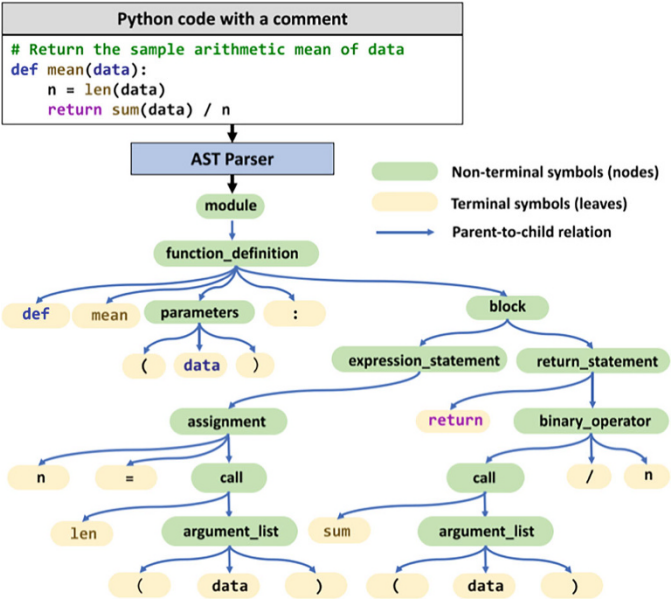 Python code with a comment
# Return the sample arithmetic mean of data
def mean(data):
    n = len(data)
    return sum(data) / n
AST Parser
Non-terminal symbols (nodes)
Terminal symbols (leaves)
Parent-to-child relation
module
function_definition
def mean parameters : block
( data ) expression_statement return_statement
assignment return binary_operator
n = call call / n
len argument_list sum argument_list
( data ) ( data )